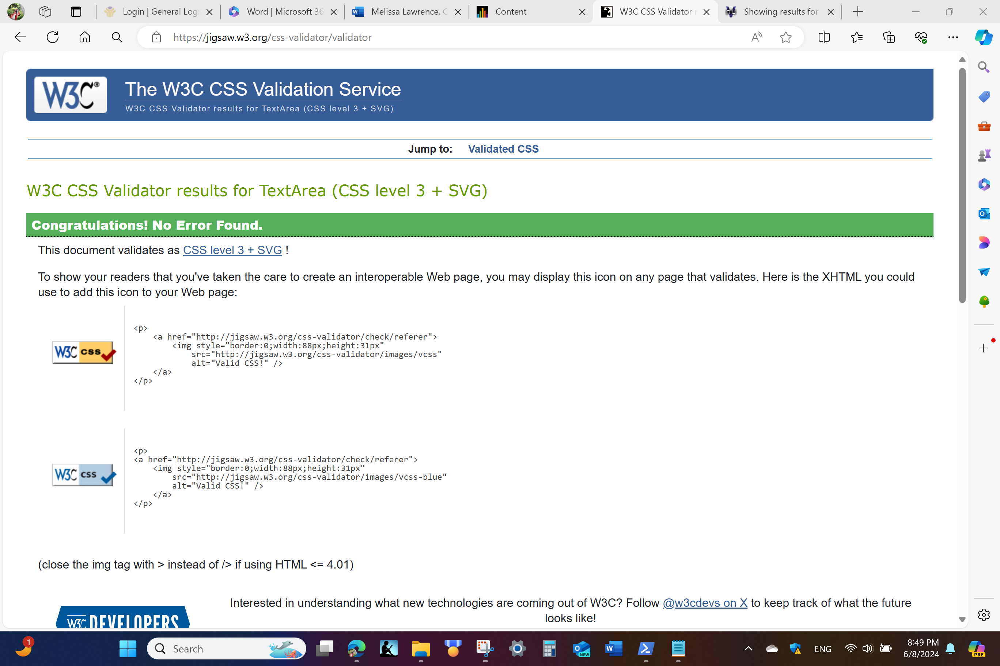 Login | General Logi
Word | Microsoft 36
Melissa Lawrence, C
Content
W3C CSS Validator r
Showing results for
https://jigsaw.w3.org/css-validator/validator
W3C®
The W3C CSS Validation Service
W3C CSS Validator results for TextArea (CSS level 3 + SVG)
Jump to: Validated CSS
W3C CSS Validator results for TextArea (CSS level 3 + SVG)
Congratulations! No Error Found.
This document validates as CSS level 3 + SVG !
To show your readers that you've taken the care to create an interoperable Web page, you may display this icon on any page that validates. Here is the XHTML you could
use to add this icon to your Web page:
W3C css
<p>
<a href="http://jigsaw.w3.org/css-validator/check/referer">
<img style="border:0;width:88px;height:31px"
src="http://jigsaw.w3.org/css-validator/images/vcss"
alt="Valid CSS!" />
</a>
</p>
W3C css
<p>
<a href="http://jigsaw.w3.org/css-validator/check/referer">
<img style="border:0;width:88px;height:31px"
src="http://jigsaw.w3.org/css-validator/images/vcss-blue"
alt="Valid CSS!" />
</a>
</p>
(close the img tag with > instead of /> if using HTML <= 4.01)
W3C DEVELOPERS
Interested in understanding what new technologies are coming out of W3C? Follow @w3cdevs on X to keep track of what the future
looks like!
1
Search
NEW
ENG
8:49 PM
6/8/2024
PRE